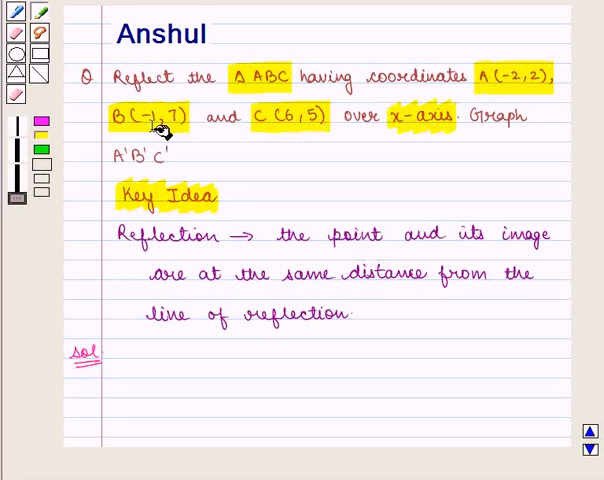 Anshul
Q Reflect the Δ ABC having coordinates A(-2,2),
B(-1,7) and C(6,5) over x-axis. Graph
A'B'C'
Key Idea
Reflection → the point and its image
are at the same distance from the
line of reflection.
Sol.